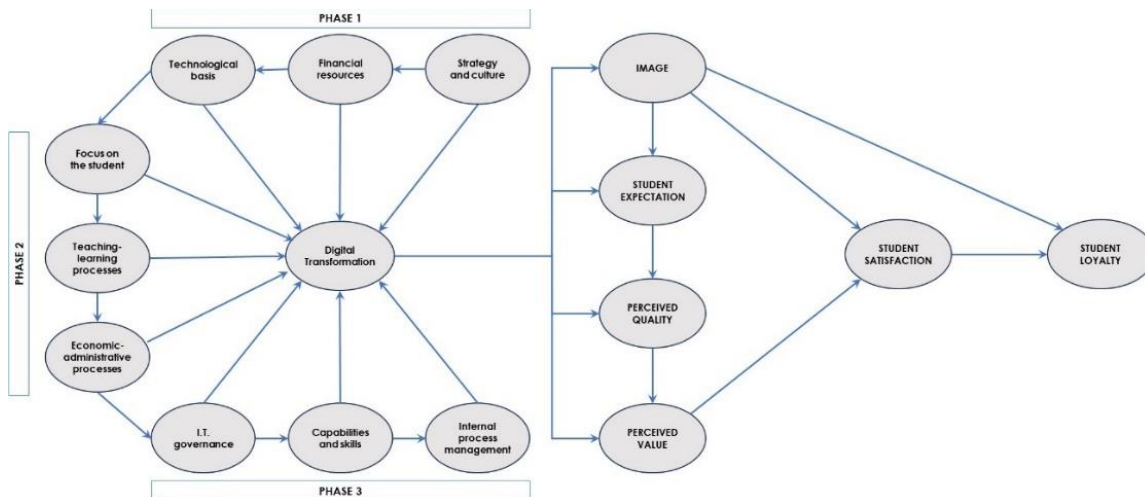 PHASE 1
Technological
basis
Financial
resources
Strategy
and culture
IMAGE
PHASE 2
Focus on
the student
STUDENT
EXPECTATION
Teaching-
learning
processes
Digital
Transformation
STUDENT
SATISFACTION
STUDENT
LOYALTY
PERCEIVED
QUALITY
Economic-
administrative
processes
I.T.
governance
Capabilities
and skills
Internal
process
management
PERCEIVED
VALUE
PHASE 3